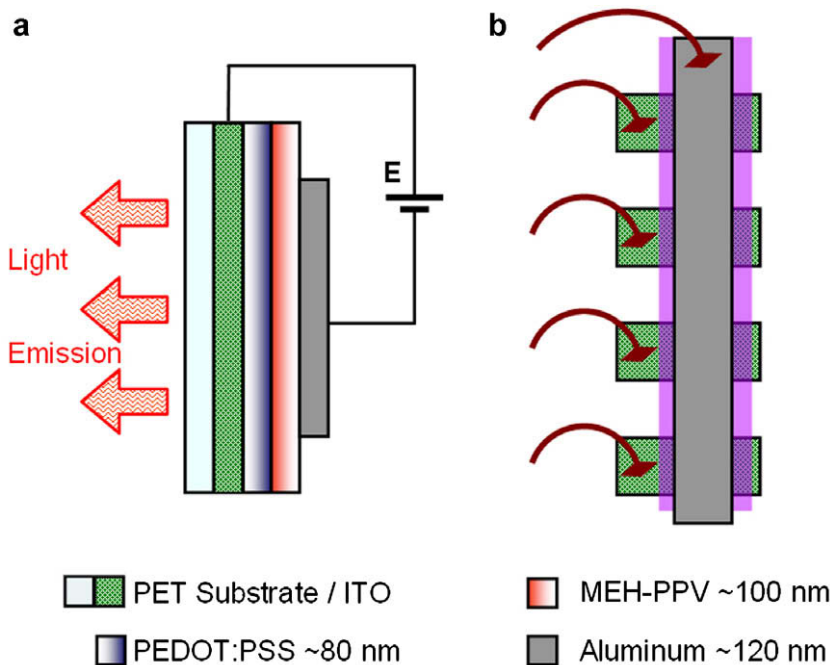 a
b
E
Light
Emission
PET Substrate / ITO
MEH-PPV ~100 nm
PEDOT:PSS ~80 nm
Aluminum ~120 nm